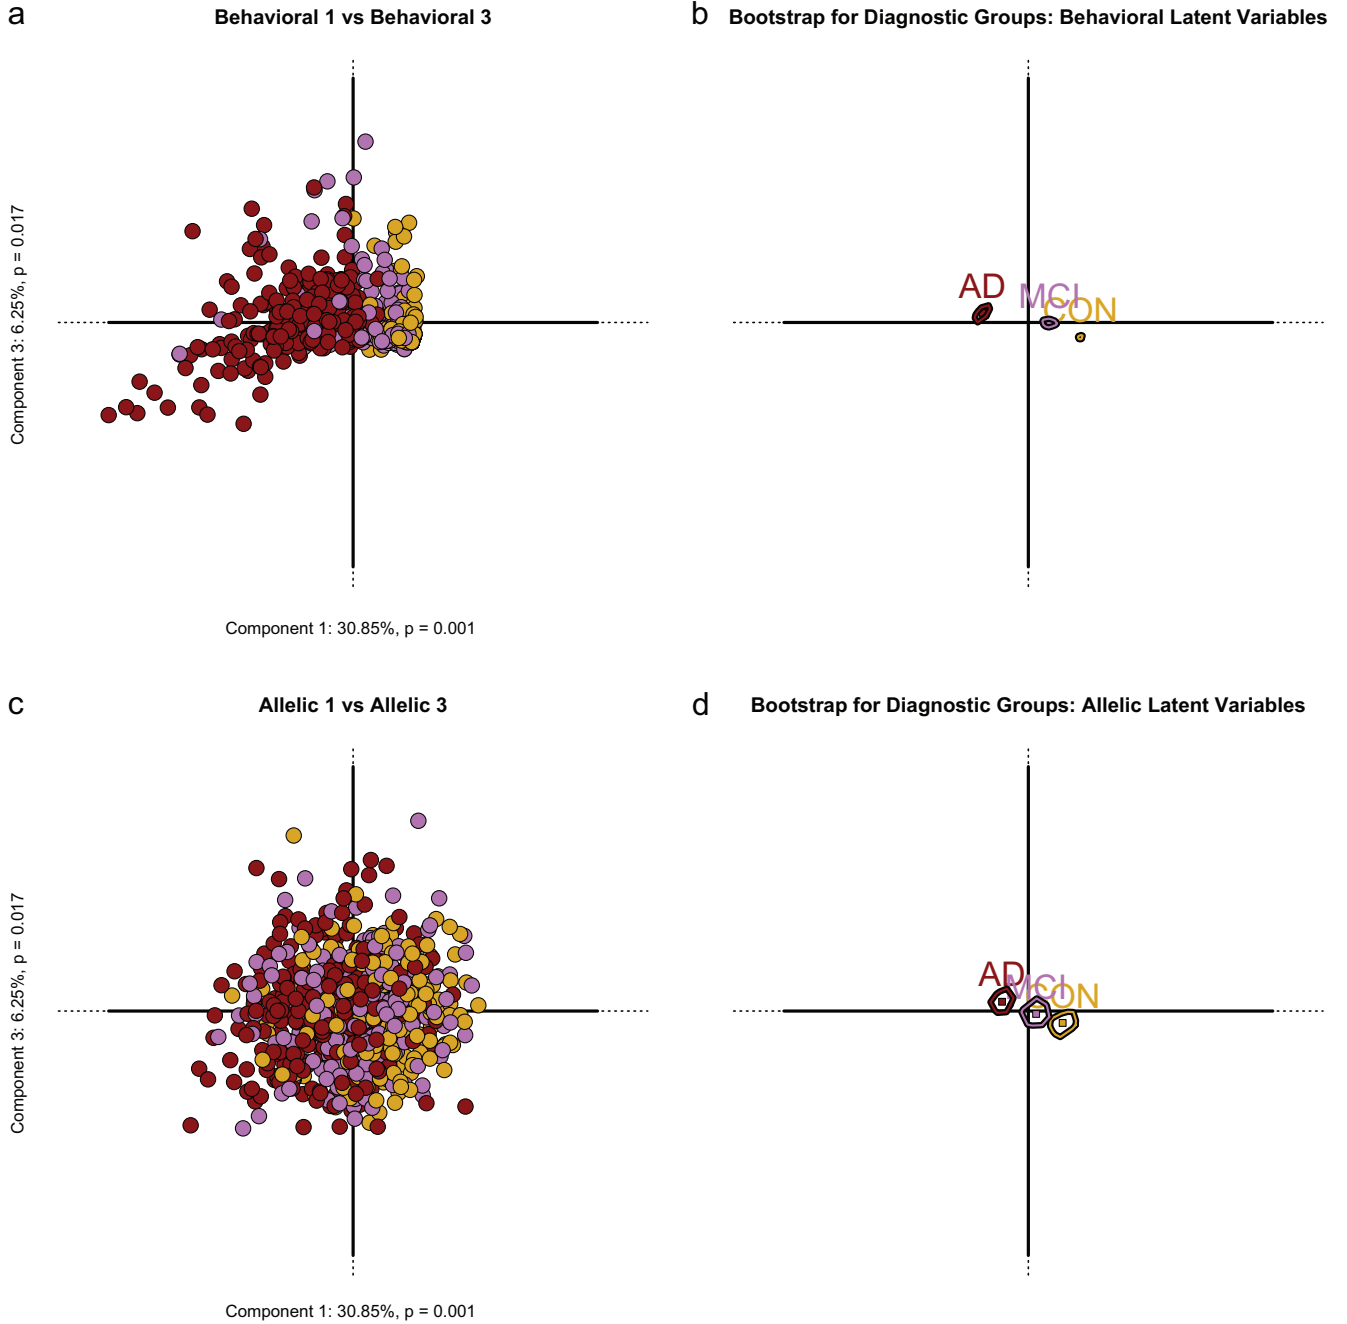 a
Behavioral 1 vs Behavioral 3
Component 3: 6.25%, p = 0.017
Component 1: 30.85%, p = 0.001
b
Bootstrap for Diagnostic Groups: Behavioral Latent Variables
AD
MCI
CON
c
Allelic 1 vs Allelic 3
Component 3: 6.25%, p = 0.017
Component 1: 30.85%, p = 0.001
d
Bootstrap for Diagnostic Groups: Allelic Latent Variables
AD
MCI
CON